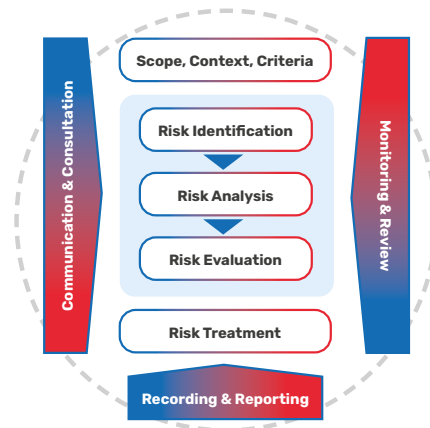 Scope, Context, Criteria
Communication & Consultation
Risk Identification
Risk Analysis
Risk Evaluation
Monitoring & Review
Risk Treatment
Recording & Reporting